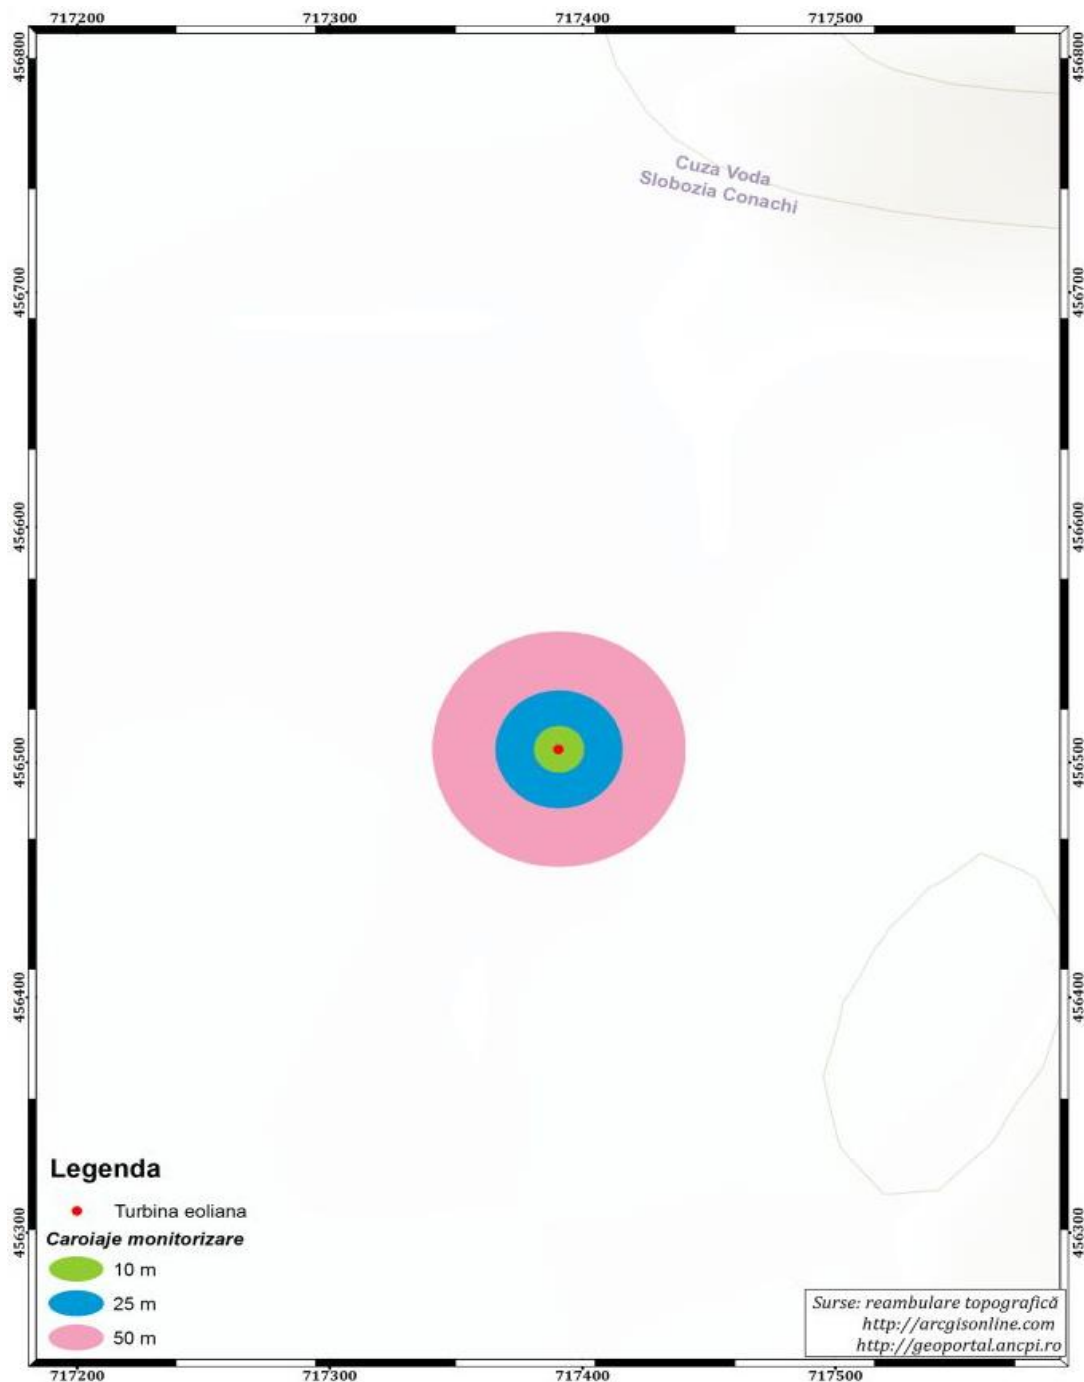 717200 717300 717400 717500
456800 456800
Cuza Voda
Slobozia Conachi
456700 456700
456600 456600
456500 456500
456400 456400
456300 456300
Legenda
Turbina eoliana
Caroiaje monitorizare
10 m
25 m
50 m
Surse: reambulare topografică
http://arcgisonline.com
http://geoportal.ancpi.ro
717200 717300 717400 717500